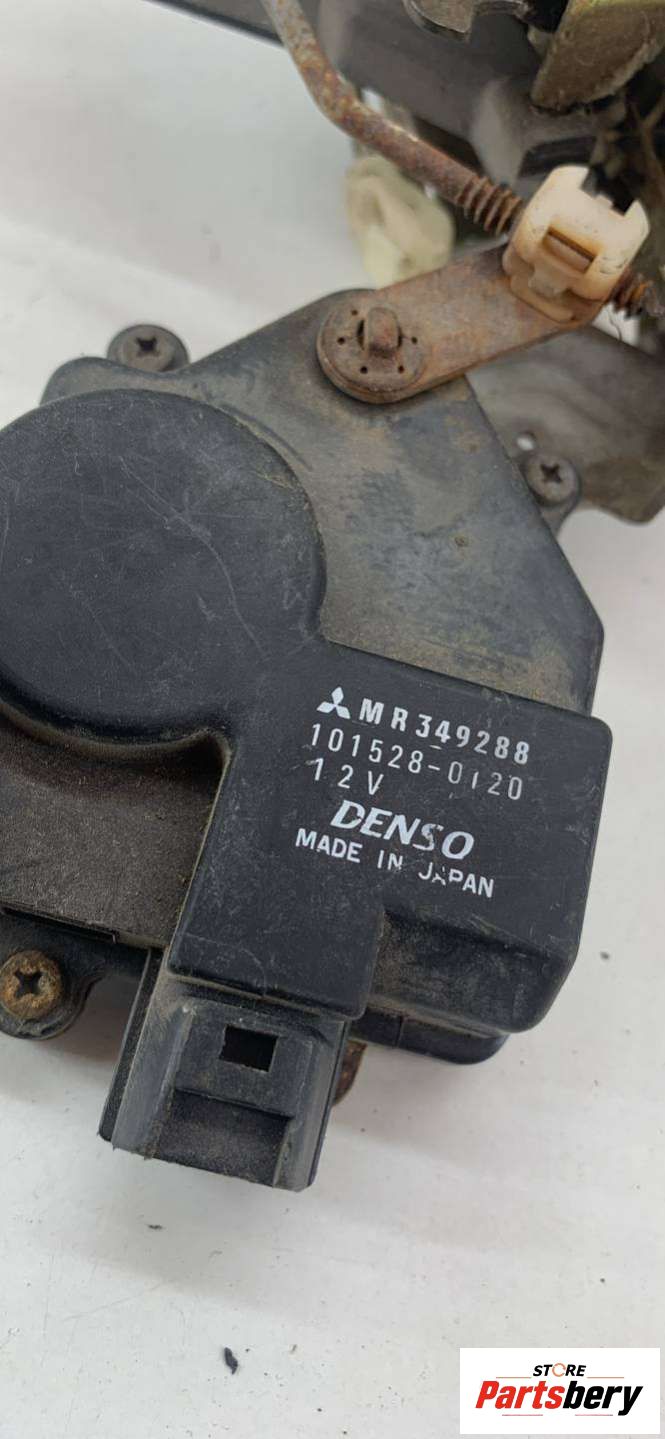 MR349288
101528-0120
12V
DENSO
MADE IN JAPAN
STORE
Partsbery